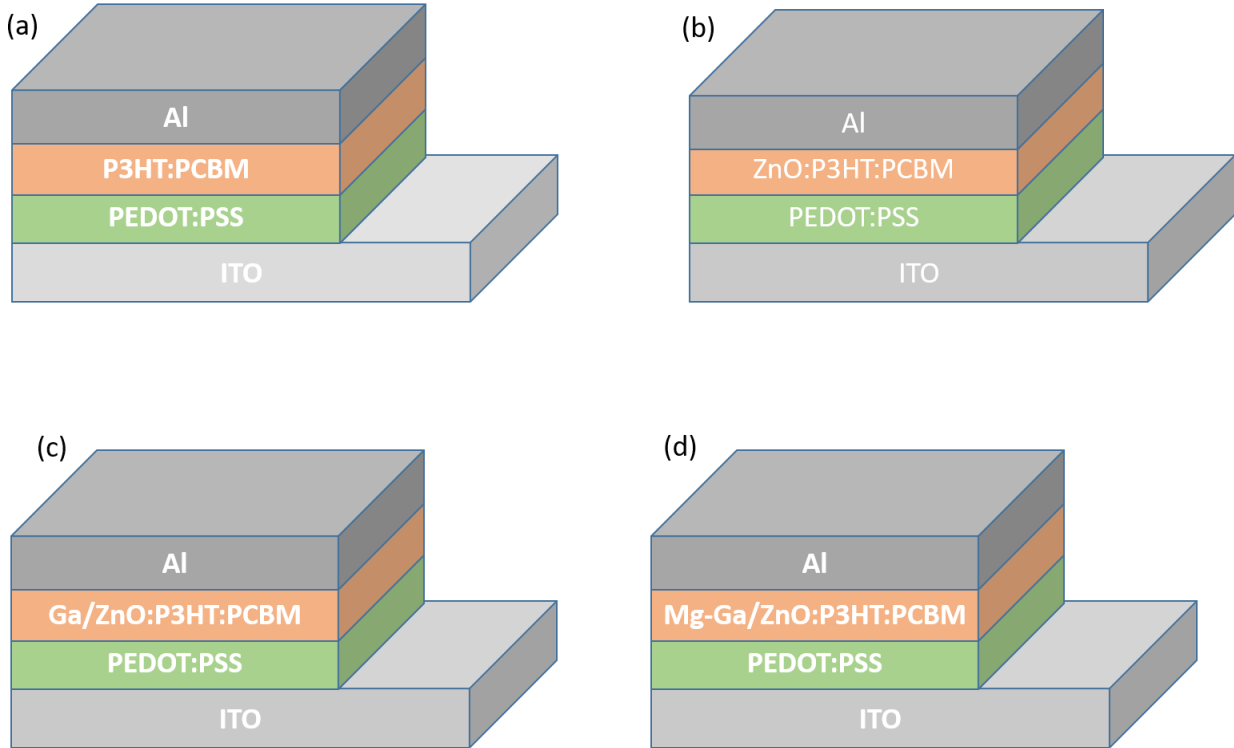 (a)
Al
P3HT:PCBM
PEDOT:PSS
ITO
(b)
Al
ZnO:P3HT:PCBM
PEDOT:PSS
ITO
(c)
Al
Ga/ZnO:P3HT:PCBM
PEDOT:PSS
ITO
(d)
Al
Mg-Ga/ZnO:P3HT:PCBM
PEDOT:PSS
ITO